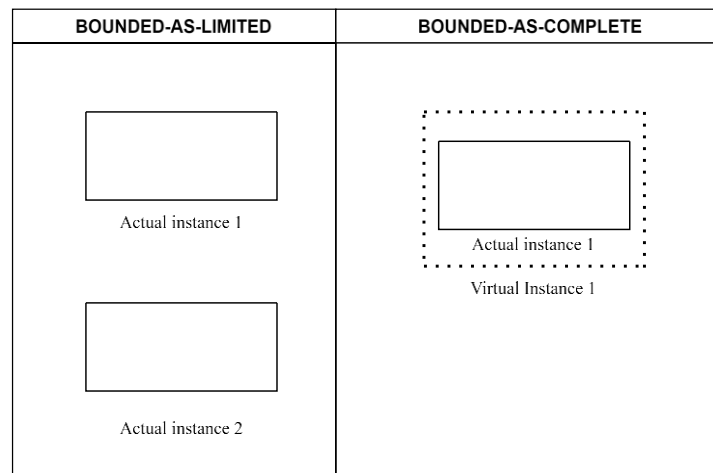 BOUNDED-AS-LIMITED
BOUNDED-AS-COMPLETE
Actual instance 1
Actual instance 2
Actual instance 1
Virtual Instance 1